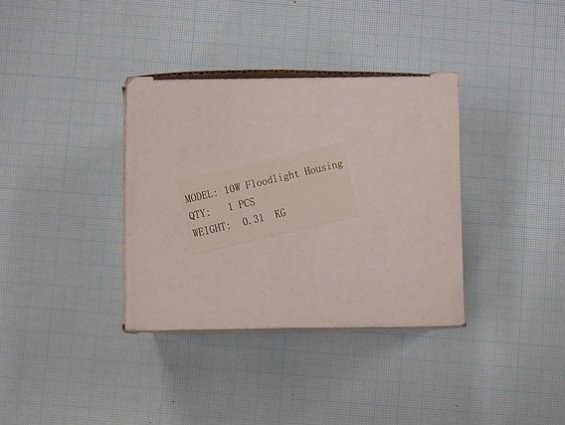 MODEL: 10W Floodlight Housing
QTY: 1 PCS
WEIGHT: 0.31 KG